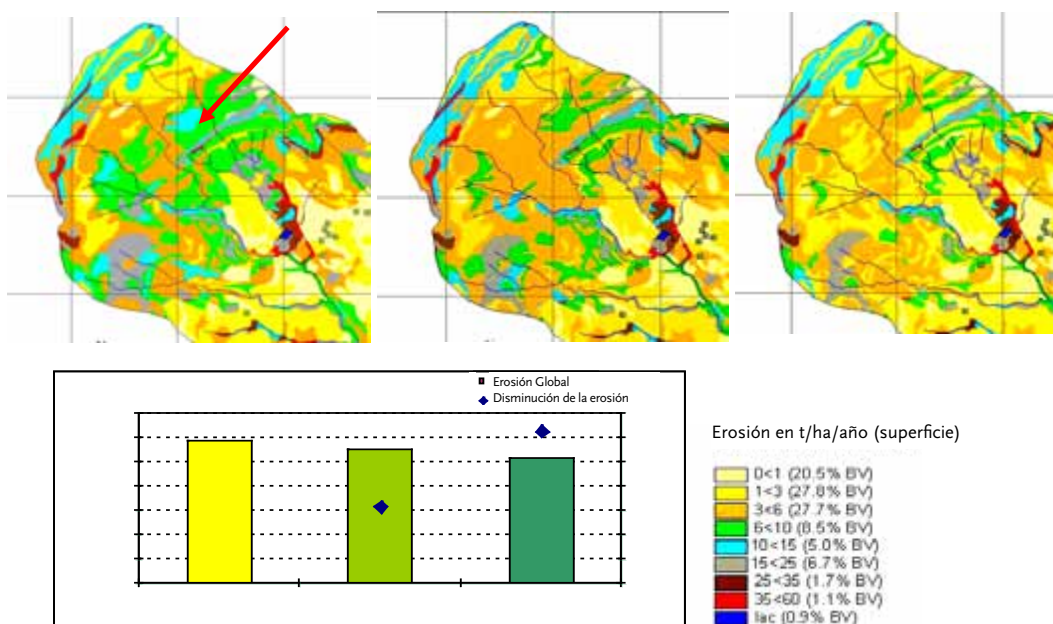 Erosión Global
Disminución de la erosión
Erosión en t/ha/año (superficie)
0<1 (20.5% BV)
1<3 (27.8% BV)
3<6 (27.7% BV)
6<10 (8.5% BV)
10<15 (5.0% BV)
15<25 (6.7% BV)
25<35 (1.7% BV)
35<60 (1.1% BV)
lac (0.9% BV)